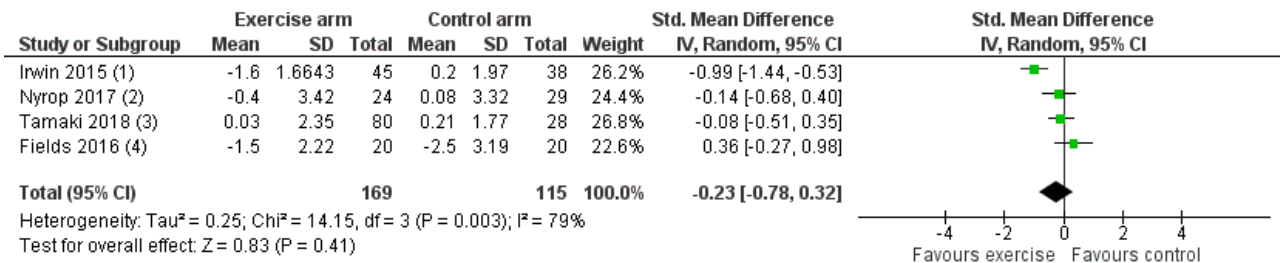 Exercise arm Control arm Std. Mean Difference Std. Mean Difference
Study or Subgroup Mean SD Total Mean SD Total Weight IV, Random, 95% CI IV, Random, 95% CI
Irwin 2015 (1) -1.6 1.6643 45 0.2 1.97 38 26.2% -0.99 [-1.44, -0.53]
Nyrop 2017 (2) -0.4 3.42 24 0.08 3.32 29 24.4% -0.14 [-0.68, 0.40]
Tamaki 2018 (3) 0.03 2.35 80 0.21 1.77 28 26.8% -0.08 [-0.51, 0.35]
Fields 2016 (4) -1.5 2.22 20 -2.5 3.19 20 22.6% 0.36 [-0.27, 0.98]
Total (95% CI) 169 115 100.0% -0.23 [-0.78, 0.32]
Heterogeneity: Tau² = 0.25; Chi² = 14.15, df = 3 (P = 0.003); I² = 79%
Test for overall effect: Z = 0.83 (P = 0.41)
-4 -2 0 2 4
Favours exercise Favours control